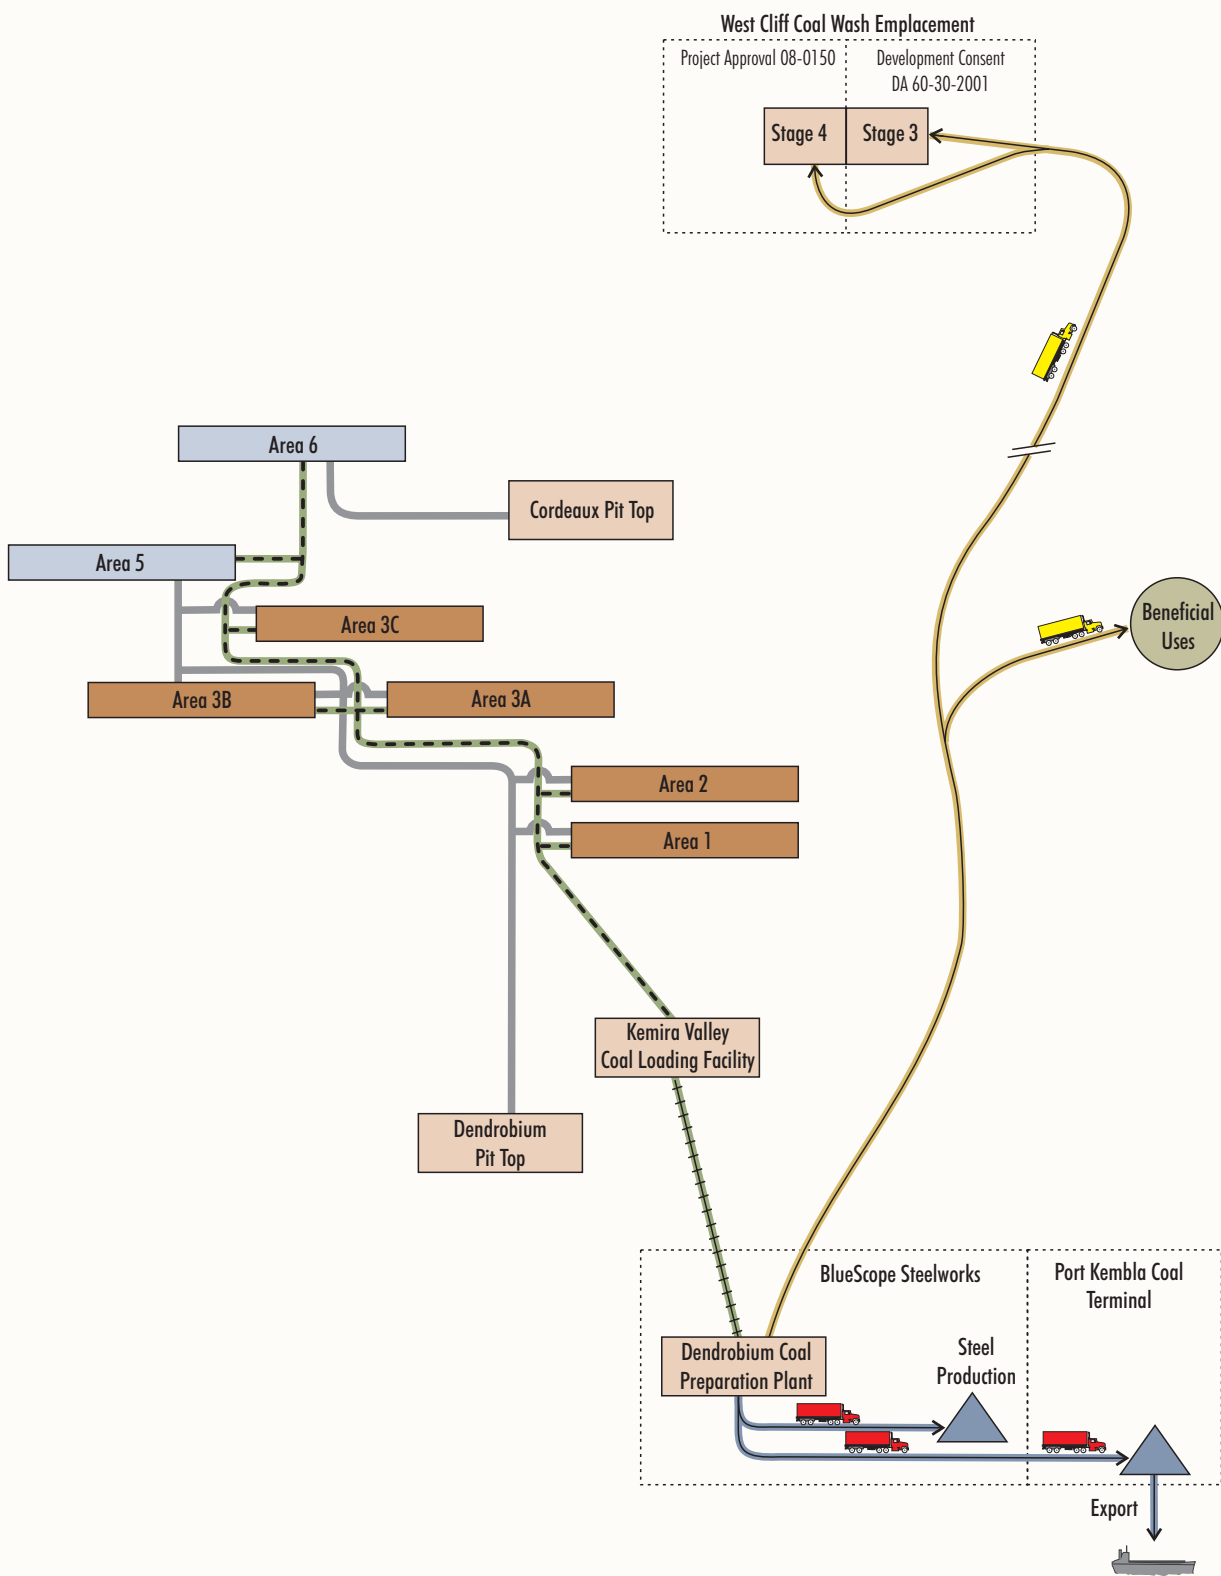 West Cliff Coal Wash Emplacement
Project Approval 08-0150
Development Consent
DA 60-30-2001
Stage 4
Stage 3
Area 6
Cordeaux Pit Top
Area 5
Beneficial
Uses
Area 3C
Area 3B
Area 3A
Area 2
Area 1
Kemira Valley
Coal Loading Facility
Dendrobium
Pit Top
BlueScope Steelworks
Port Kembla Coal
Terminal
Dendrobium Coal
Preparation Plant
Steel
Production
Export